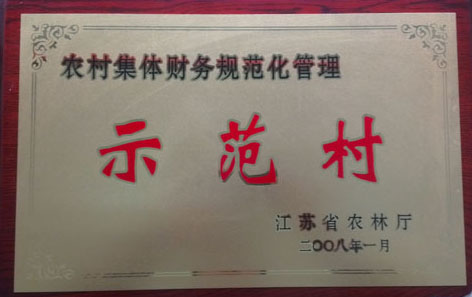 农村集体财务规范化管理
示范村
江苏省农林厅
二〇〇八年一月